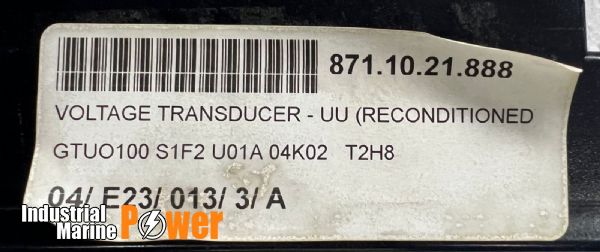 871.10.21.888
VOLTAGE TRANSDUCER - UU (RECONDITIONED
GTUO100 S1F2 U01A 04K02 T2H8
04/ E23/ 013/ 3/ A
Industrial
Marine Power